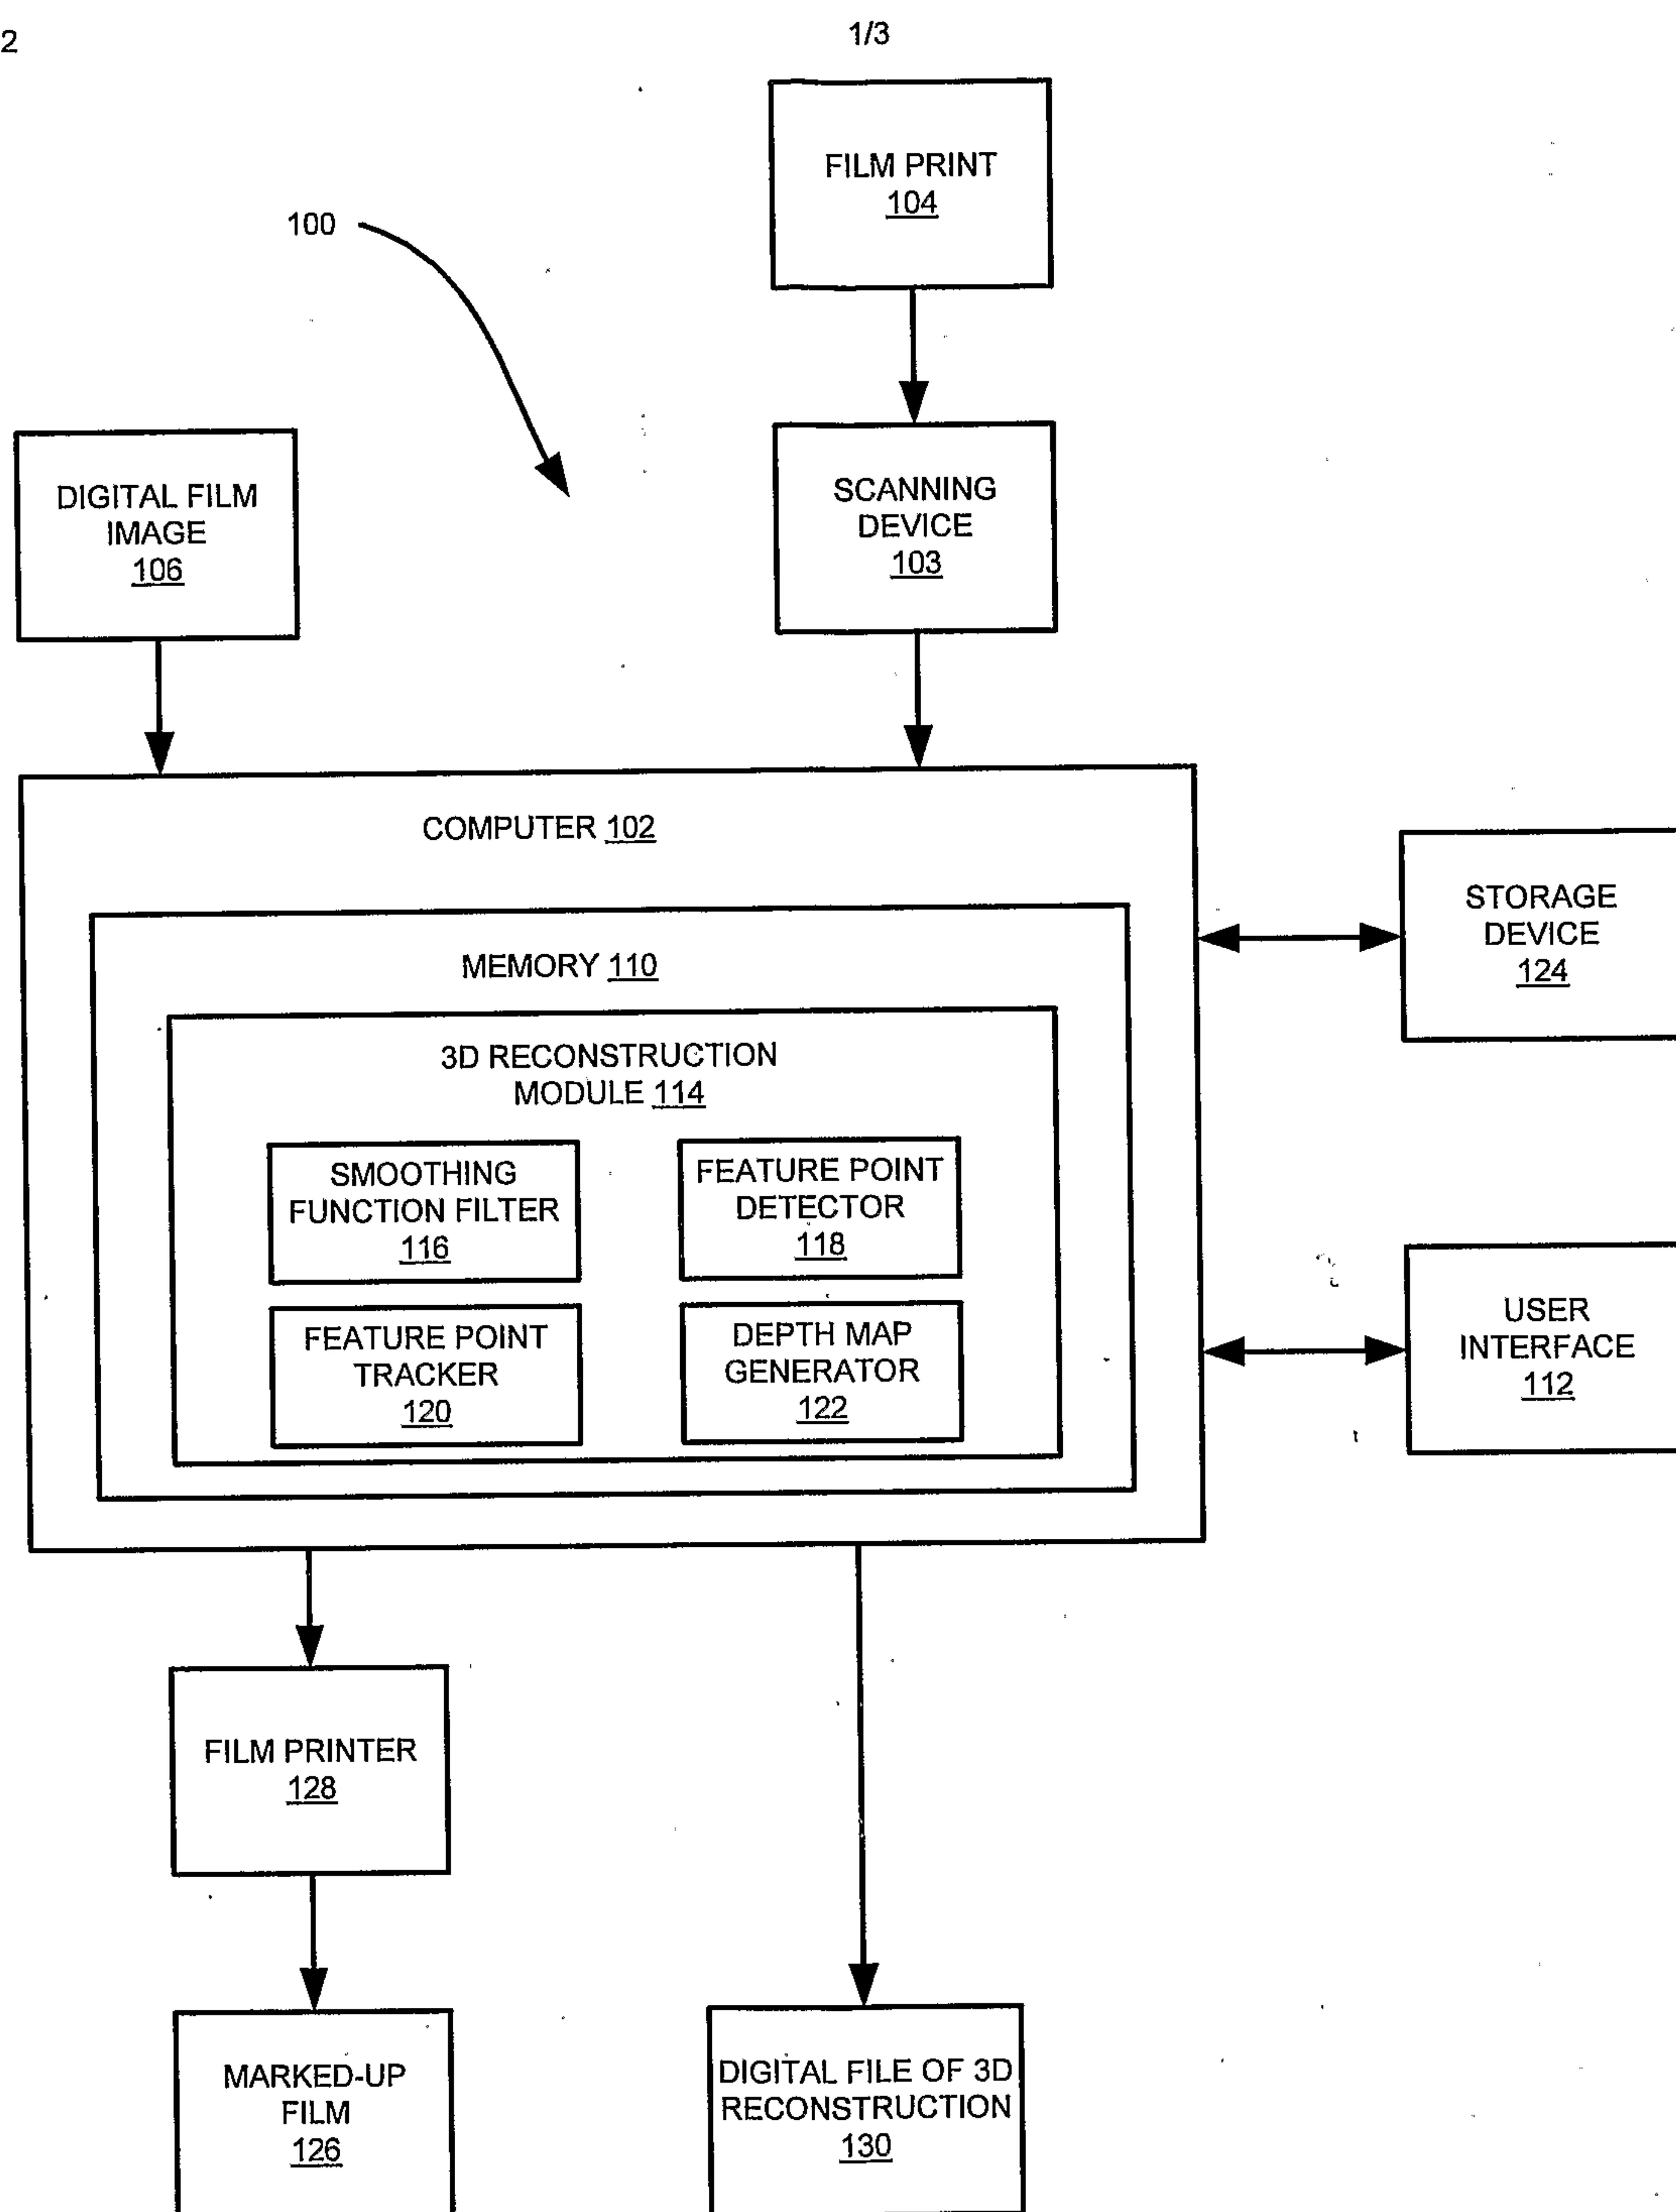 2
1/3
FILM PRINT
104
100
DIGITAL FILM
IMAGE
106
SCANNING
DEVICE
103
COMPUTER 102
STORAGE
DEVICE
124
MEMORY 110
3D RECONSTRUCTION
MODULE 114
SMOOTHING
FUNCTION FILTER
116
FEATURE POINT
DETECTOR
118
FEATURE POINT
TRACKER
120
DEPTH MAP
GENERATOR
122
USER
INTERFACE
112
FILM PRINTER
128
MARKED-UP
FILM
126
DIGITAL FILE OF 3D
RECONSTRUCTION
130